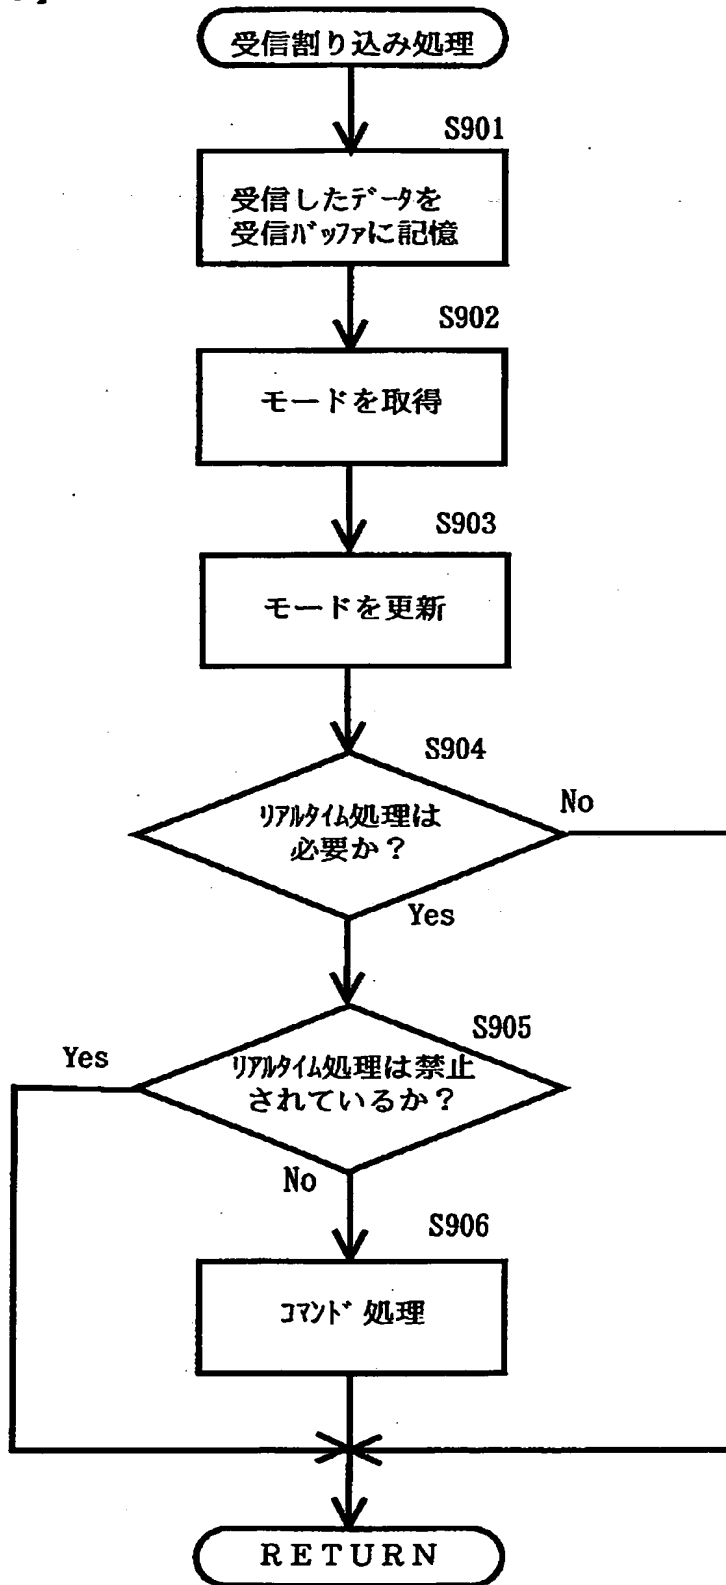 受信割り込み処理
S901
受信したﾃﾞｰﾀを
受信ﾊﾞｯﾌｧに記憶
S902
モードを取得
S903
モードを更新
S904
ﾘｱﾙﾀｲﾑ処理は
必要か？
No
Yes
S905
Yes
ﾘｱﾙﾀｲﾑ処理は禁止
されているか？
No
S906
ｺﾏﾝﾄﾞ処理
RETURN